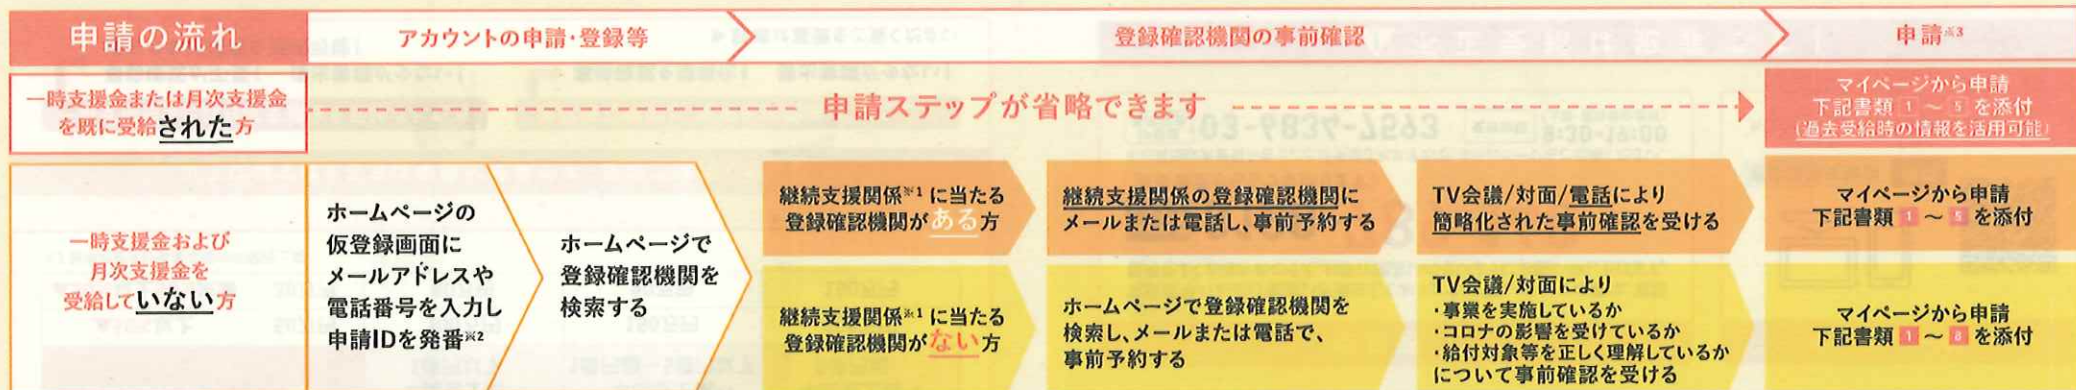 申請の流れ
アカウントの申請・登録等
登録確認機関の事前確認
申請※3
一時支援金または月次支援金
を既に受給された方
申請ステップが省略できます
マイページから申請
下記書類 1 ～ 5 を添付
(過去受給時の情報を活用可能)
一時支援金および
月次支援金を
受給していない方
ホームページの
仮登録画面に
メールアドレスや
電話番号を入力し
申請IDを発番※2
ホームページで
登録確認機関を
検索する
継続支援関係※1 に当たる
登録確認機関がある方
継続支援関係の登録確認機関に
メールまたは電話し、事前予約する
TV会議/対面/電話により
簡略化された事前確認を受ける
マイページから申請
下記書類 1 ～ 5 を添付
継続支援関係※1 に当たる
登録確認機関がない方
ホームページで登録確認機関を
検索し、メールまたは電話で、
事前予約する
TV会議/対面により
・事業を実施しているか
・コロナの影響を受けているか
・給付対象等を正しく理解しているか
について事前確認を受ける
マイページから申請
下記書類 1 ～ 8 を添付